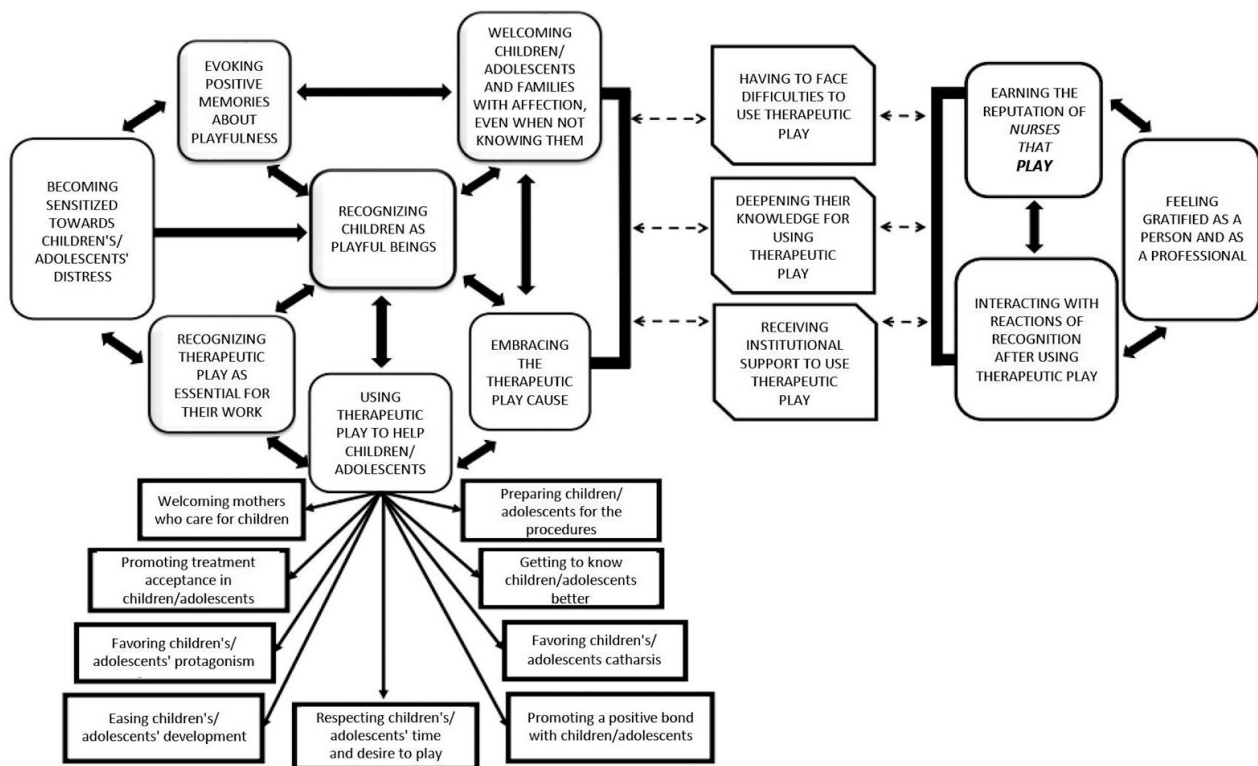 EVOKING
POSITIVE
MEMORIES
ABOUT
PLAYFULNESS
WELCOMING
CHILDREN/
ADOLESCENTS
AND FAMILIES
WITH AFFECTION,
EVEN WHEN NOT
KNOWING THEM
BECOMING
SENSITIZED
TOWARDS
CHILDREN'S/
ADOLESCENTS'
DISTRESS
RECOGNIZING
CHILDREN AS
PLAYFUL BEINGS
RECOGNIZING
THERAPEUTIC
PLAY AS
ESSENTIAL FOR
THEIR WORK
EMBRACING
THE
THERAPEUTIC
PLAY CAUSE
USING
THERAPEUTIC
PLAY TO HELP
CHILDREN/
ADOLESCENTS
HAVING TO FACE
DIFFICULTIES TO
USE THERAPEUTIC
PLAY
DEEPENING THEIR
KNOWLEDGE FOR
USING
THERAPEUTIC
PLAY
RECEIVING
INSTITUTIONAL
SUPPORT TO USE
THERAPEUTIC
PLAY
EARNING THE
REPUTATION OF
NURSES
THAT
PLAY
INTERACTING WITH
REACTIONS OF
RECOGNITION
AFTER USING
THERAPEUTIC PLAY
FEELING
GRATIFIED AS A
PERSON AND AS
A PROFESSIONAL
Welcoming mothers
who care for children
Promoting treatment
acceptance in
children/adolescents
Favoring children's/
adolescents' protagonism
Easing children's/
adolescents' development
Respecting children's/
adolescents' time
and desire to play
Preparing children/
adolescents for the
procedures
Getting to know
children/adolescents
better
Favoring children's/
adolescents catharsis
Promoting a positive bond
with children/adolescents